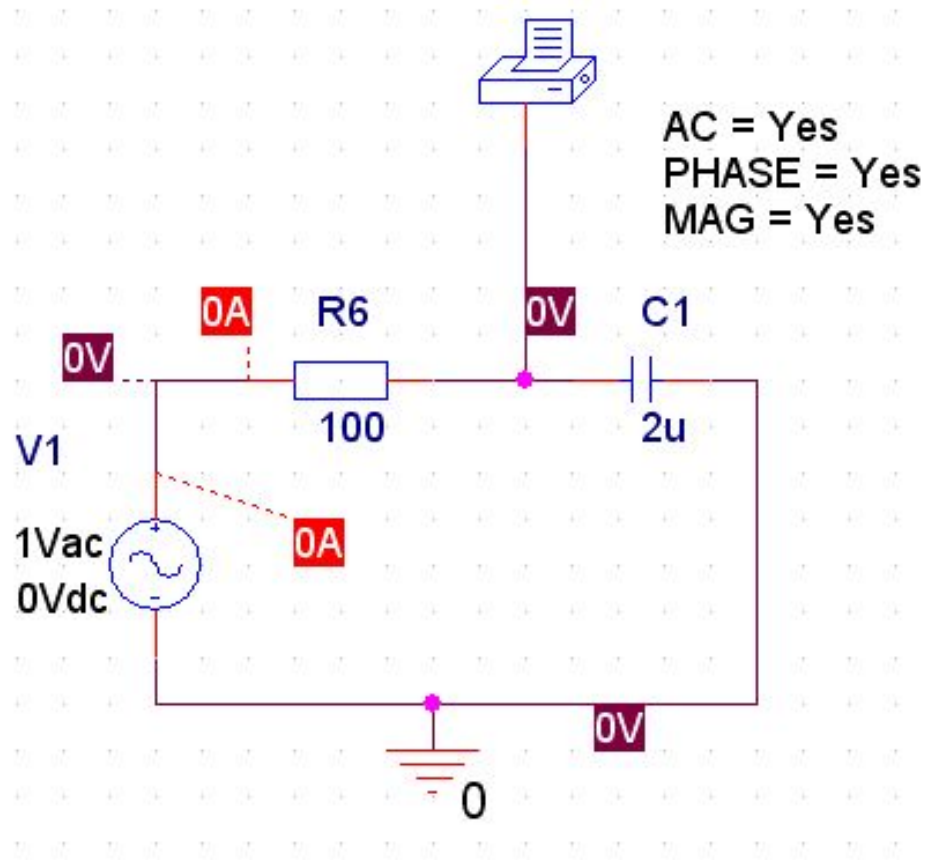 AC = Yes
PHASE = Yes
MAG = Yes
0A
R6
0V
C1
0V
100
2u
V1
1Vac
0A
0Vdc
0V
0